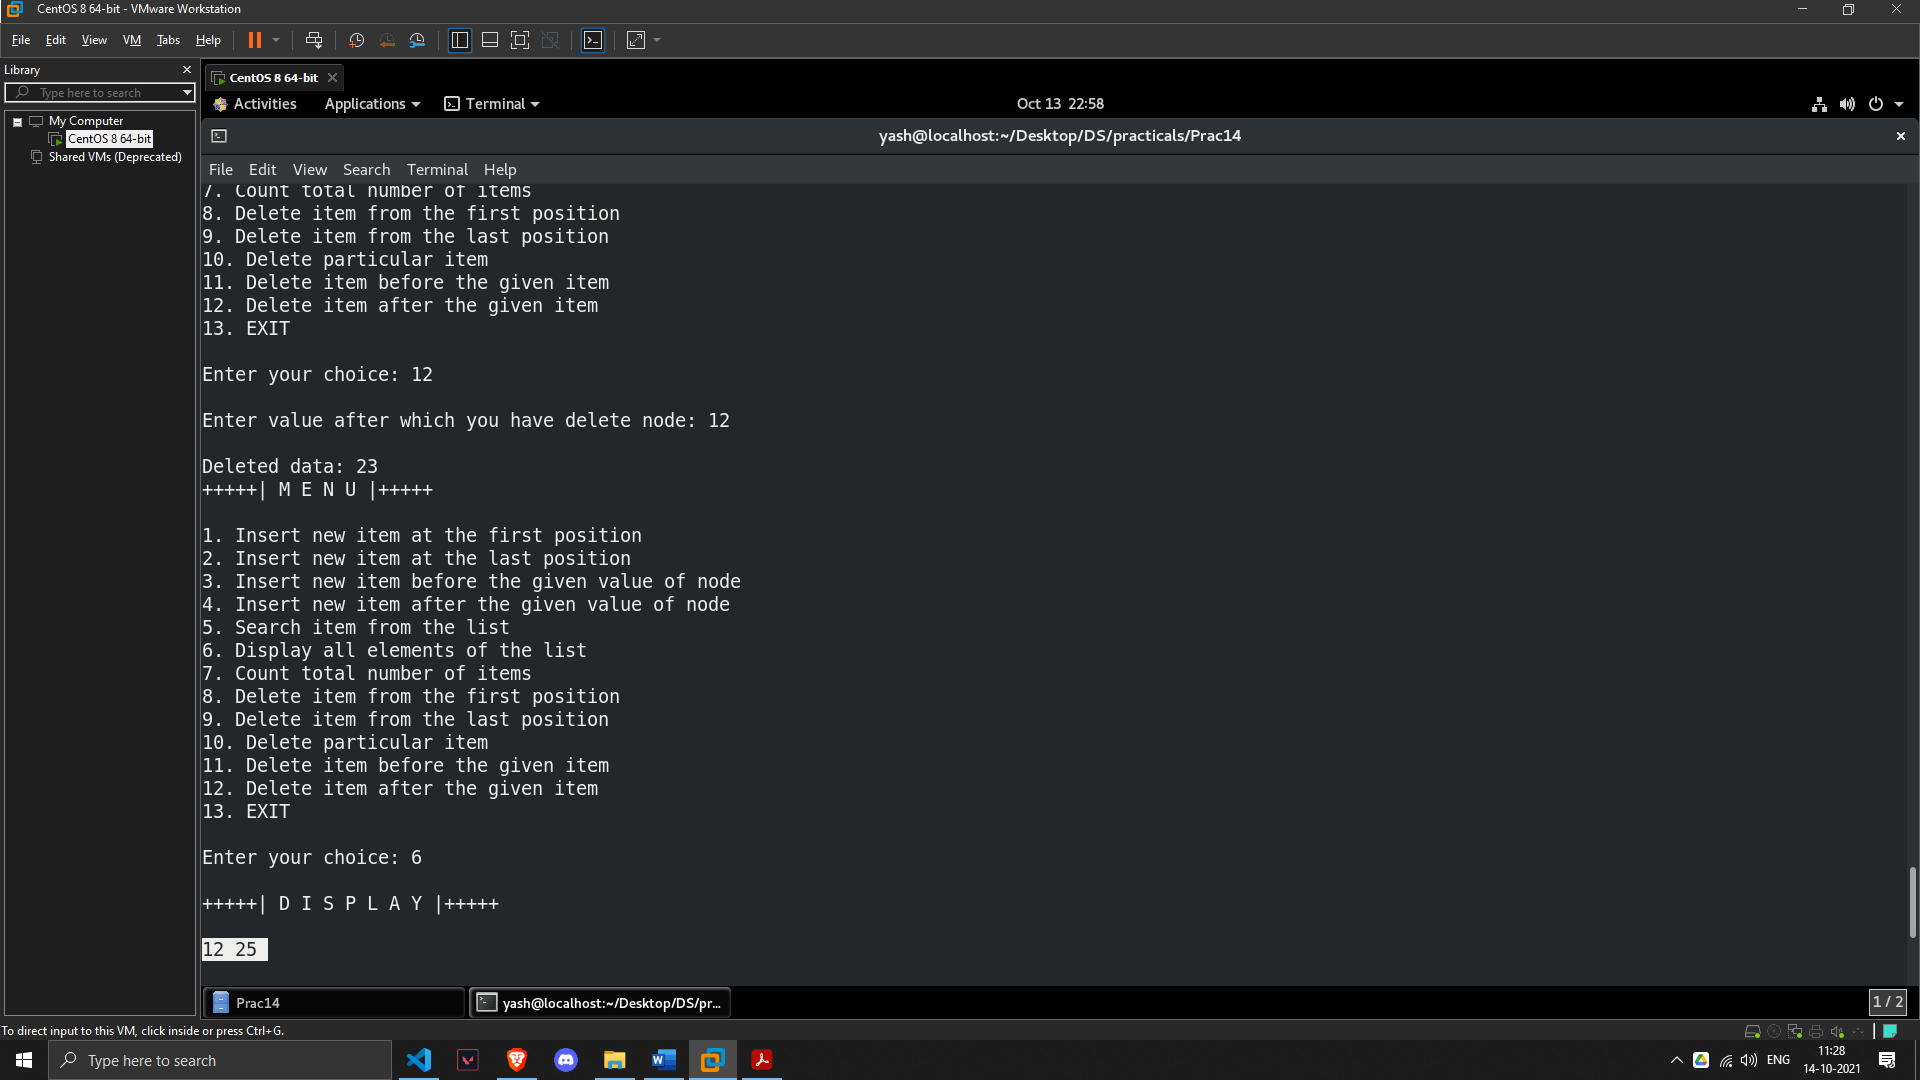 CentOS 8 64-bit - VMware Workstation
File Edit View VM Tabs Help
Library
Type here to search
My Computer
CentOS 8 64-bit
Shared VMs (Deprecated)
CentOS 8 64-bit
Activities Applications Terminal Oct 13 22:58
yash@localhost:~/Desktop/DS/practicals/Prac14
File Edit View Search Terminal Help
7. Count total number of items
8. Delete item from the first position
9. Delete item from the last position
10. Delete particular item
11. Delete item before the given item
12. Delete item after the given item
13. EXIT
Enter your choice: 12
Enter value after which you have delete node: 12
Deleted data: 23
+++++| M E N U |+++++
1. Insert new item at the first position
2. Insert new item at the last position
3. Insert new item before the given value of node
4. Insert new item after the given value of node
5. Search item from the list
6. Display all elements of the list
7. Count total number of items
8. Delete item from the first position
9. Delete item from the last position
10. Delete particular item
11. Delete item before the given item
12. Delete item after the given item
13. EXIT
Enter your choice: 6
+++++| D I S P L A Y |+++++
12 25
Prac14
yash@localhost:~/Desktop/DS/pr...
1 / 2
To direct input to this VM, click inside or press Ctrl+G.
Type here to search
ENG
11:28
14-10-2021